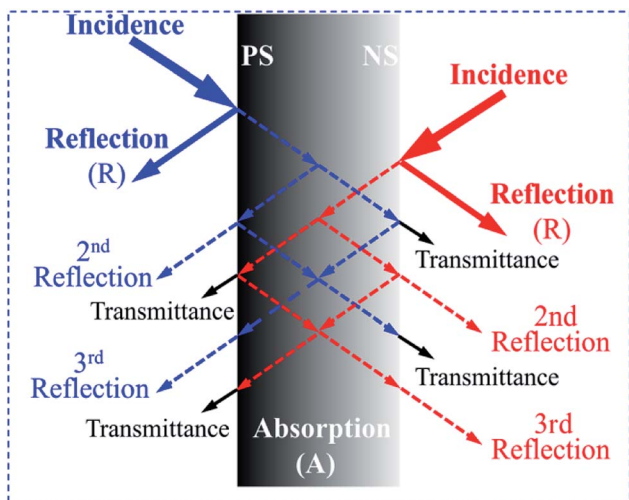 Incidence
PS
NS
Incidence
Reflection
(R)
Reflection
(R)
2nd
Reflection
Transmittance
Transmittance
2nd
Reflection
3rd
Reflection
Transmittance
Transmittance
Absorption
(A)
3rd
Reflection